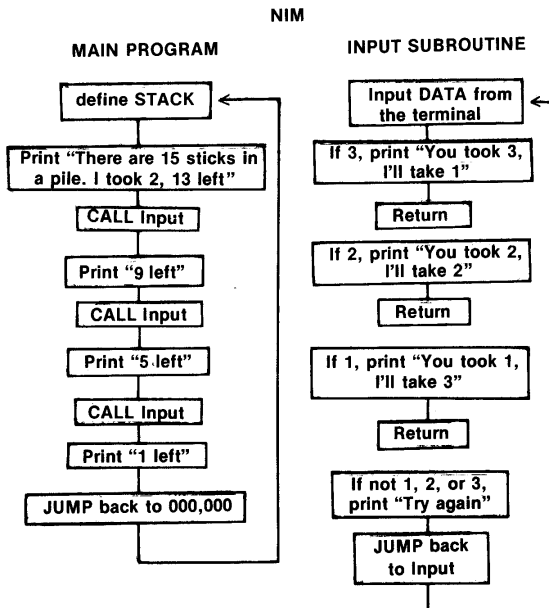 NIM
MAIN PROGRAM
define STACK
Print “There are 15 sticks in
a pile. I took 2, 13 left”
CALL Input
Print “9 left”
CALL Input
Print “5 left”
CALL Input
Print “1 left”
JUMP back to 000,000
INPUT SUBROUTINE
Input DATA from
the terminal
If 3, print “You took 3,
I’ll take 1”
Return
If 2, print “You took 2,
I’ll take 2”
Return
If 1, print “You took 1,
I’ll take 3”
Return
If not 1, 2, or 3,
print “Try again”
JUMP back
to Input